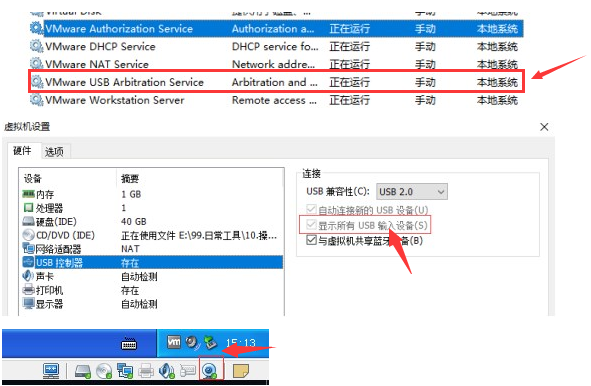 VMware Authorization Service Authorization a... 正在运行 手动 本地系统
VMware DHCP Service DHCP service fo... 正在运行 手动 本地系统
VMware NAT Service Network addre... 正在运行 手动 本地系统
VMware USB Arbitration Service Arbitration and ... 正在运行 手动 本地系统
VMware Workstation Server Remote access ... 正在运行 手动 本地系统
虚拟机设置
硬件 选项
设备 摘要
内存 1 GB
处理器 1
硬盘(IDE) 40 GB
CD/DVD (IDE) 正在使用文件 E:\99.日常工具\10.操...
网络适配器 NAT
USB 控制器 存在
声卡 自动检测
打印机 存在
显示器 自动检测
连接
USB 兼容性(C): USB 2.0
自动连接新的 USB 设备(U)
显示所有 USB 输入设备(S)
与虚拟机共享蓝牙设备(B)
vm 15:13